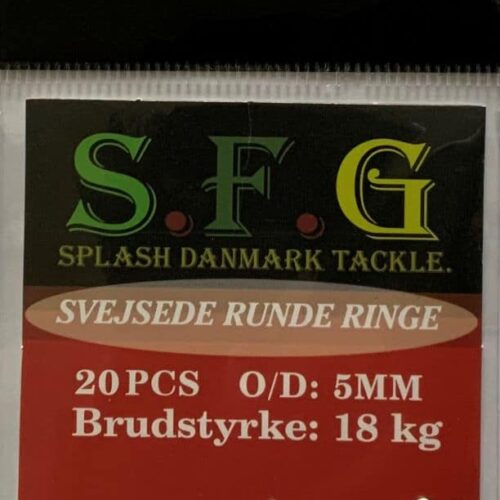 S.F.G
SPLASH DANMARK TACKLE.
SVEJSEDE RUNDE RINGE
20PCS O/D: 5MM
Brudstyrke: 18 kg